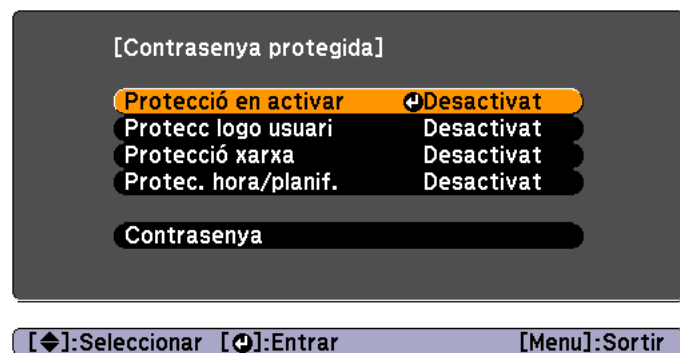 [Contrasenya protegida]
Protecció en activar Desactivat
Protecc logo usuari Desactivat
Protecció xarxa Desactivat
Protec. hora/planif. Desactivat
Contrasenya
[◆]:Seleccionar [⏎]:Entrar [Menu]:Sortir